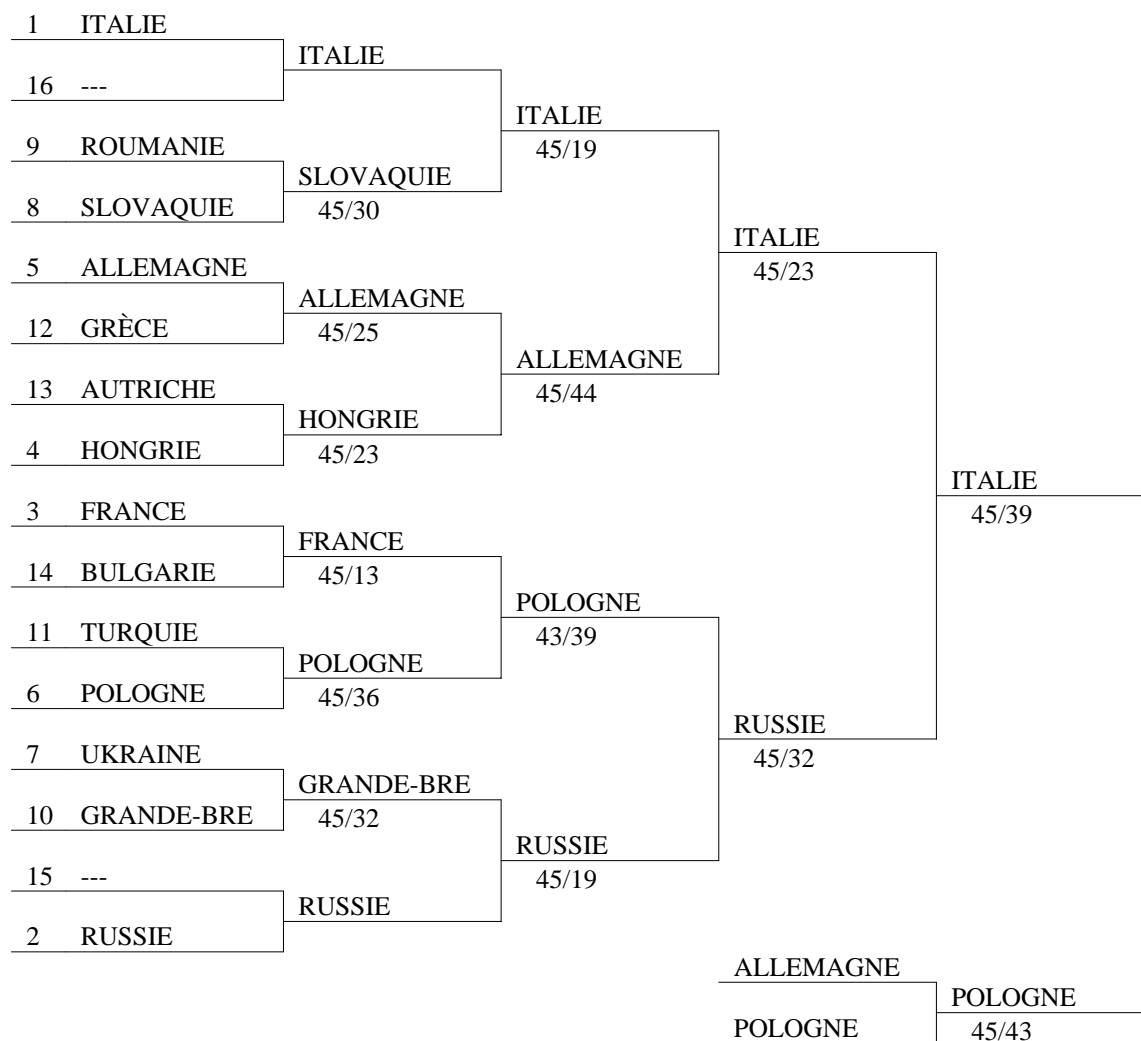 1 ITALIE
ITALIE
16 ---
ITALIE
45/19
9 ROUMANIE
SLOVAQUIE
45/30
8 SLOVAQUIE
ITALIE
45/23
5 ALLEMAGNE
ALLEMAGNE
45/25
12 GRÈCE
ALLEMAGNE
45/44
13 AUTRICHE
HONGRIE
45/23
4 HONGRIE
ITALIE
45/39
3 FRANCE
FRANCE
45/13
14 BULGARIE
POLOGNE
43/39
11 TURQUIE
POLOGNE
45/36
6 POLOGNE
RUSSIE
45/32
7 UKRAINE
GRANDE-BRE
45/32
10 GRANDE-BRE
RUSSIE
45/19
15 ---
RUSSIE
2 RUSSIE
ALLEMAGNE
POLOGNE
45/43
POLOGNE